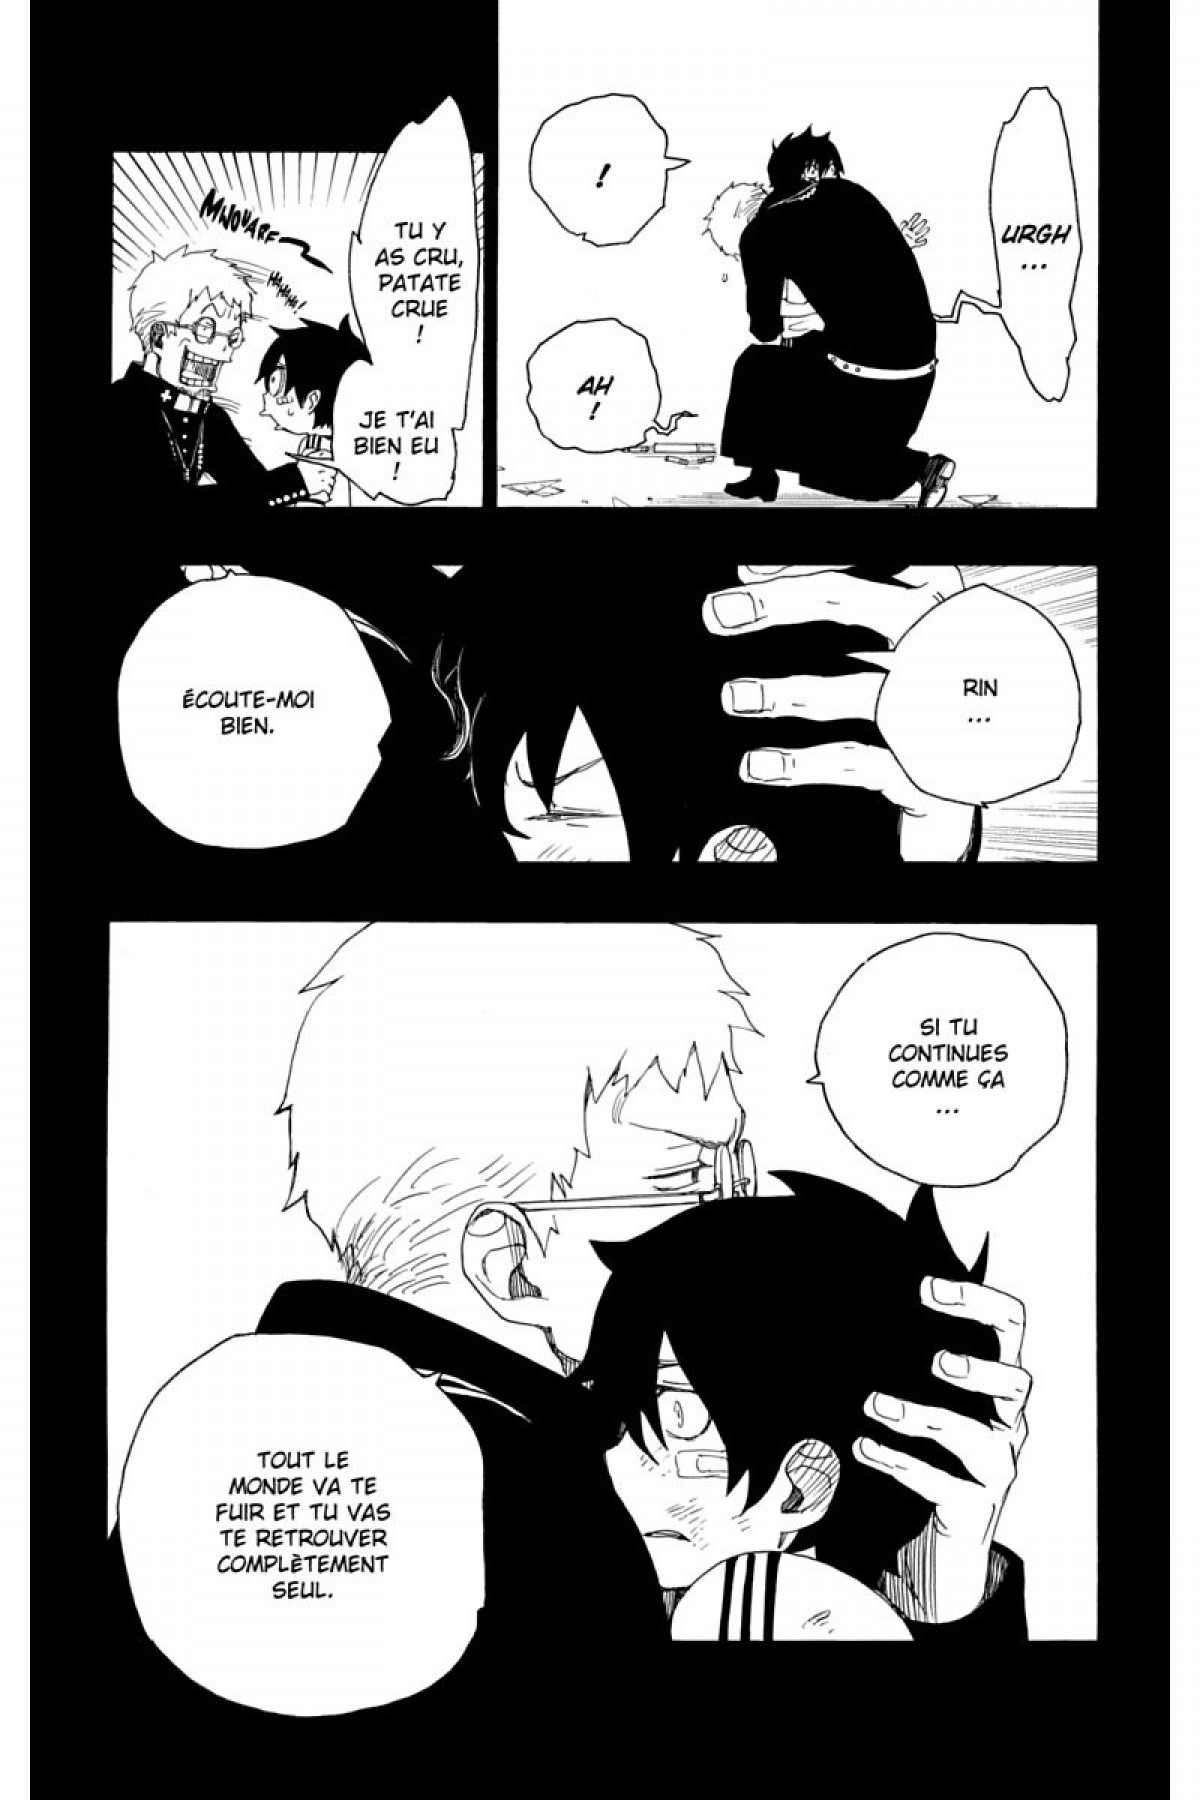 URGH
...
!
AH
!
TU Y
AS CRU,
PATATE
CRUE
!
JE T'AI
BIEN EU
!
MWOUARF
HAHAHA!
RIN
...
ÉCOUTE-MOI
BIEN.
SI TU
CONTINUES
COMME ÇA
...
TOUT LE
MONDE VA TE
FUIR ET TU VAS
TE RETROUVER
COMPLÈTEMENT
SEUL.